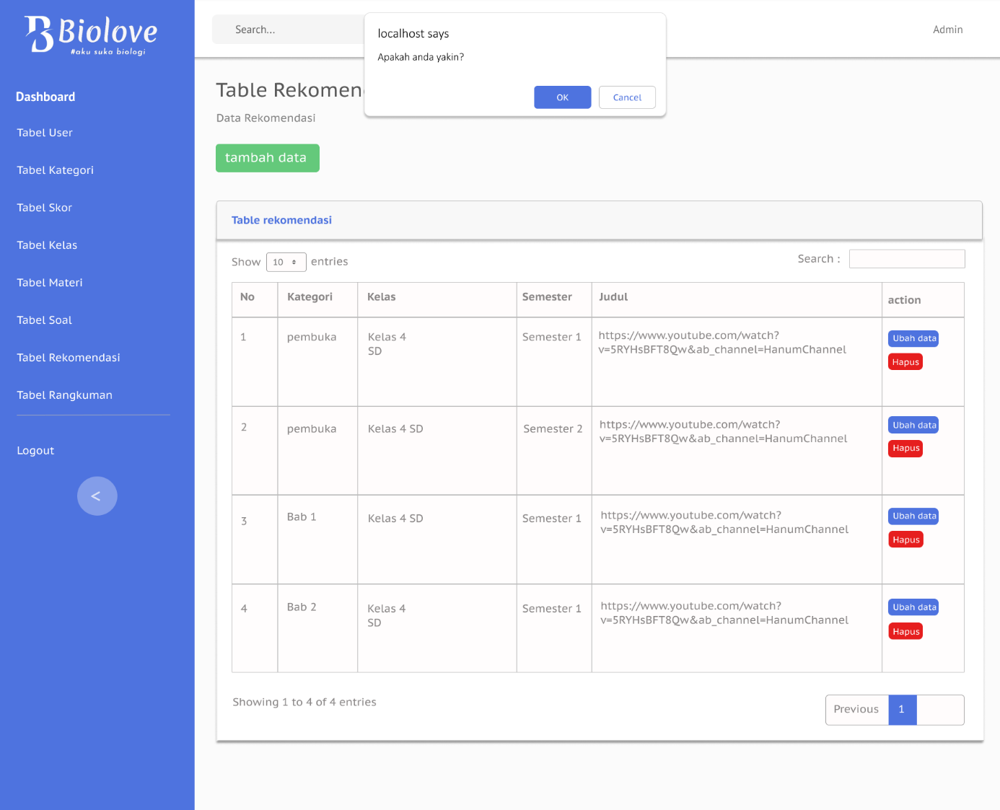 Biolove
#aku suka biologi
Dashboard
Tabel User
Tabel Kategori
Tabel Skor
Tabel Kelas
Tabel Materi
Tabel Soal
Tabel Rekomendasi
Tabel Rangkuman
Logout
<
Search...
Admin
localhost says
Apakah anda yakin?
OK
Cancel
Table Rekomen
Data Rekomendasi
tambah data
Table rekomendasi
Show 10 entries
Search :
No Kategori Kelas Semester Judul action
1 pembuka Kelas 4 Semester 1 https://www.youtube.com/watch? Ubah data
SD v=5RYHsBFT8Qw&ab_channel=HanumChannel Hapus
2 pembuka Kelas 4 SD Semester 2 https://www.youtube.com/watch? Ubah data
v=5RYHsBFT8Qw&ab_channel=HanumChannel Hapus
3 Bab 1 Kelas 4 SD Semester 1 https://www.youtube.com/watch? Ubah data
v=5RYHsBFT8Qw&ab_channel=HanumChannel Hapus
4 Bab 2 Kelas 4 Semester 1 https://www.youtube.com/watch? Ubah data
SD v=5RYHsBFT8Qw&ab_channel=HanumChannel Hapus
Showing 1 to 4 of 4 entries
Previous 1